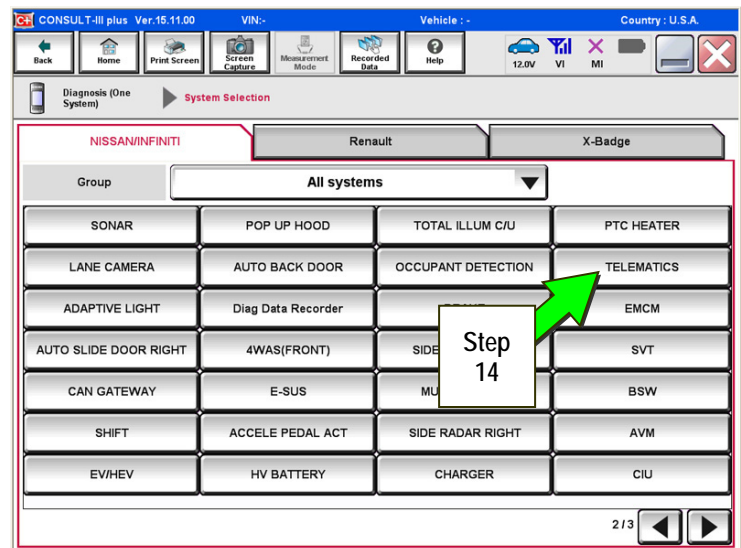 CONSULT-III plus Ver.15.11.00 VIN:- Vehicle : - Country : U.S.A.
Back Home Print Screen Screen Capture Measurement Mode Recorded Data Help 12.0V VI MI
Diagnosis (One System) System Selection
NISSAN/INFINITI Renault X-Badge
Group All systems
SONAR POP UP HOOD TOTAL ILLUM C/U PTC HEATER
LANE CAMERA AUTO BACK DOOR OCCUPANT DETECTION TELEMATICS
ADAPTIVE LIGHT Diag Data Recorder EMCM
AUTO SLIDE DOOR RIGHT 4WAS(FRONT) SIDE SVT
Step
14
CAN GATEWAY E-SUS MU BSW
SHIFT ACCELE PEDAL ACT SIDE RADAR RIGHT AVM
EV/HEV HV BATTERY CHARGER CIU
2/3